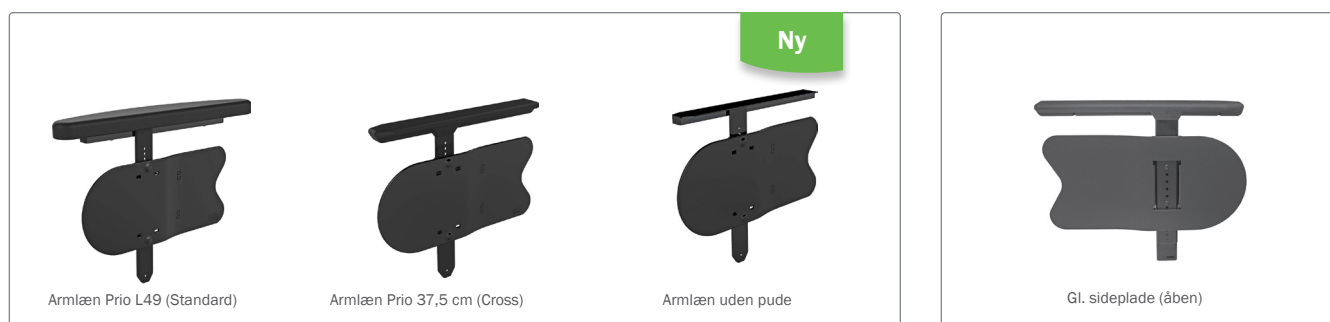 Ny
Armlæn Prio L49 (Standard)
Armlæn Prio 37,5 cm (Cross)
Armlæn uden pude
Gl. sideplade (åben)